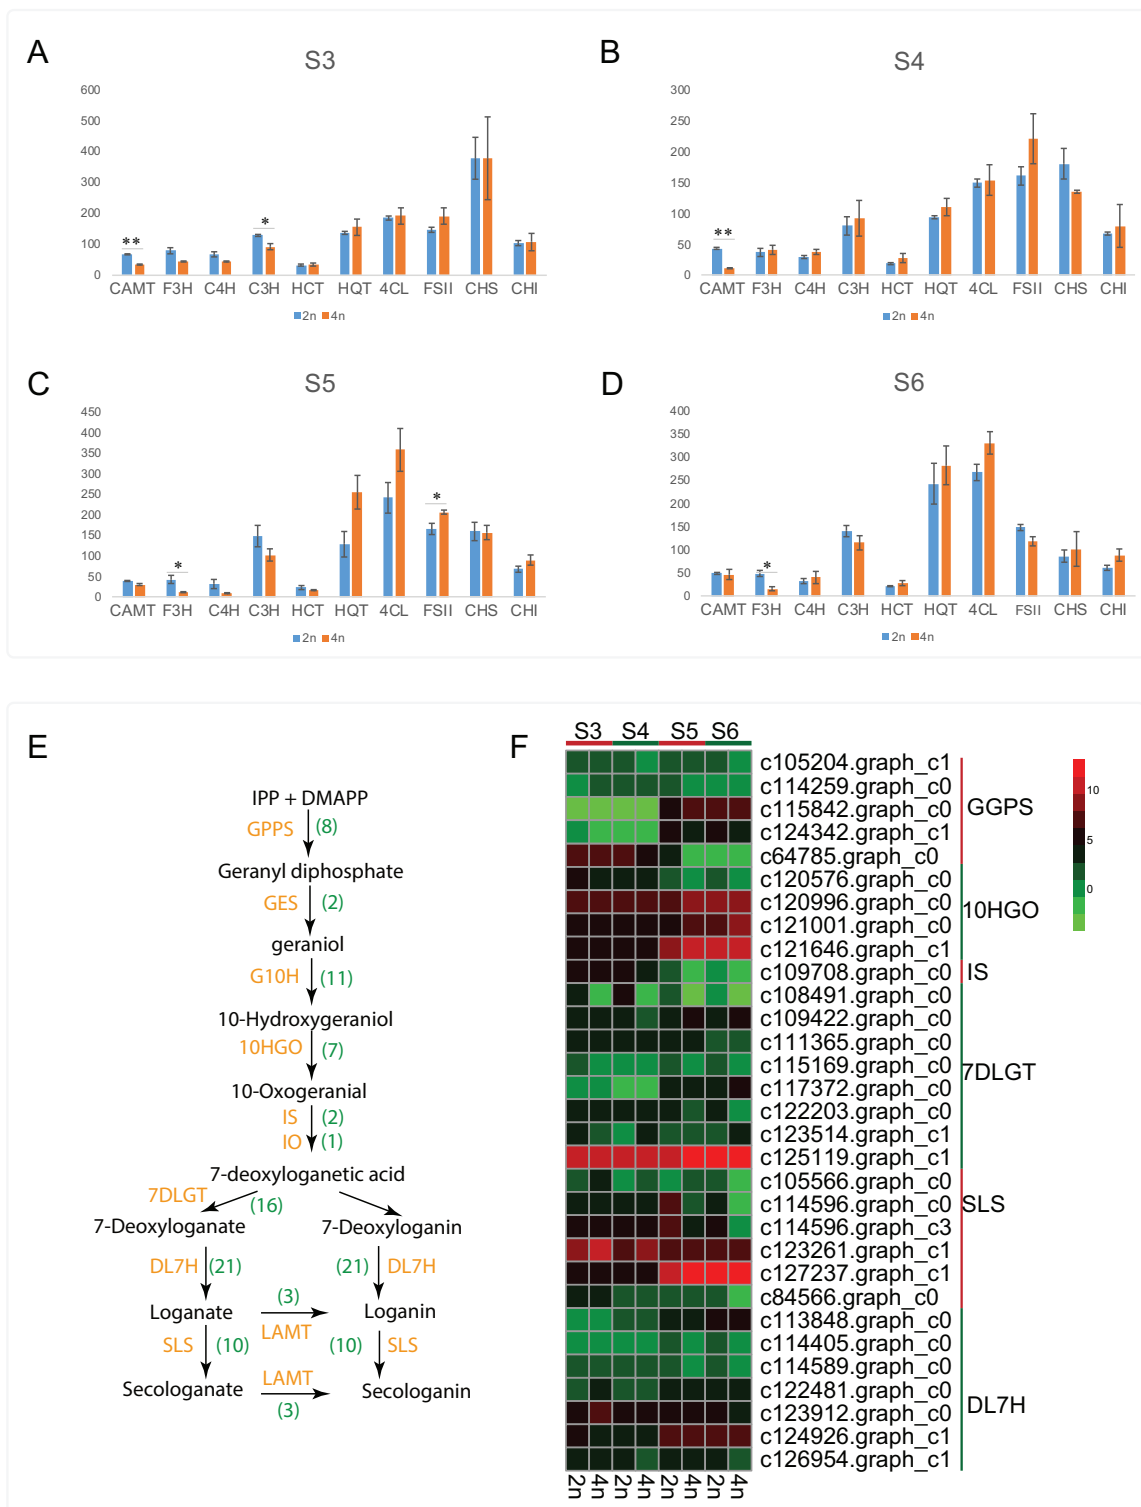 A
S3
600
500
400
300
200
100
0
**
*
CAMT F3H C4H C3H HCT HQT 4CL FSII CHS CHI
2n 4n
B
S4
300
250
200
150
100
50
0
**
CAMT F3H C4H C3H HCT HQT 4CL FSII CHS CHI
2n 4n
C
S5
450
400
350
300
250
200
150
100
50
0
*
*
CAMT F3H C4H C3H HCT HQT 4CL FSII CHS CHI
2n 4n
D
S6
400
350
300
250
200
150
100
50
0
*
CAMT F3H C4H C3H HCT HQT 4CL FSII CHS CHI
2n 4n
E
IPP + DMAPP
GPPS (8)
Geranyl diphosphate
GES (2)
geraniol
G10H (11)
10-Hydroxygeraniol
10HGO (7)
10-Oxogeranial
IS (2)
IO (1)
7-deoxyloganetic acid
7DLGT (16)
7-Deoxyloganate 7-Deoxyloganin
DL7H (21) (21) DL7H
Loganate (3) Loganin
LAMT
SLS (10) (10) SLS
LAMT
Secologanate Secologanin
(3)
F
S3 S4 S5 S6
c105204.graph_c1
c114259.graph_c0
c115842.graph_c0
c124342.graph_c1
c64785.graph_c0
c120576.graph_c0
c120996.graph_c0
c121001.graph_c0
c121646.graph_c1
c109708.graph_c0
c108491.graph_c0
c109422.graph_c0
c111365.graph_c0
c115169.graph_c0
c117372.graph_c0
c122203.graph_c0
c123514.graph_c1
c125119.graph_c1
c105566.graph_c0
c114596.graph_c0
c114596.graph_c3
c123261.graph_c1
c127237.graph_c1
c84566.graph_c0
c113848.graph_c0
c114405.graph_c0
c114589.graph_c0
c122481.graph_c0
c123912.graph_c0
c124926.graph_c1
c126954.graph_c1
GGPS
10HGO
IS
7DLGT
SLS
DL7H
10
5
0
2n 4n 2n 4n 2n 4n 2n 4n